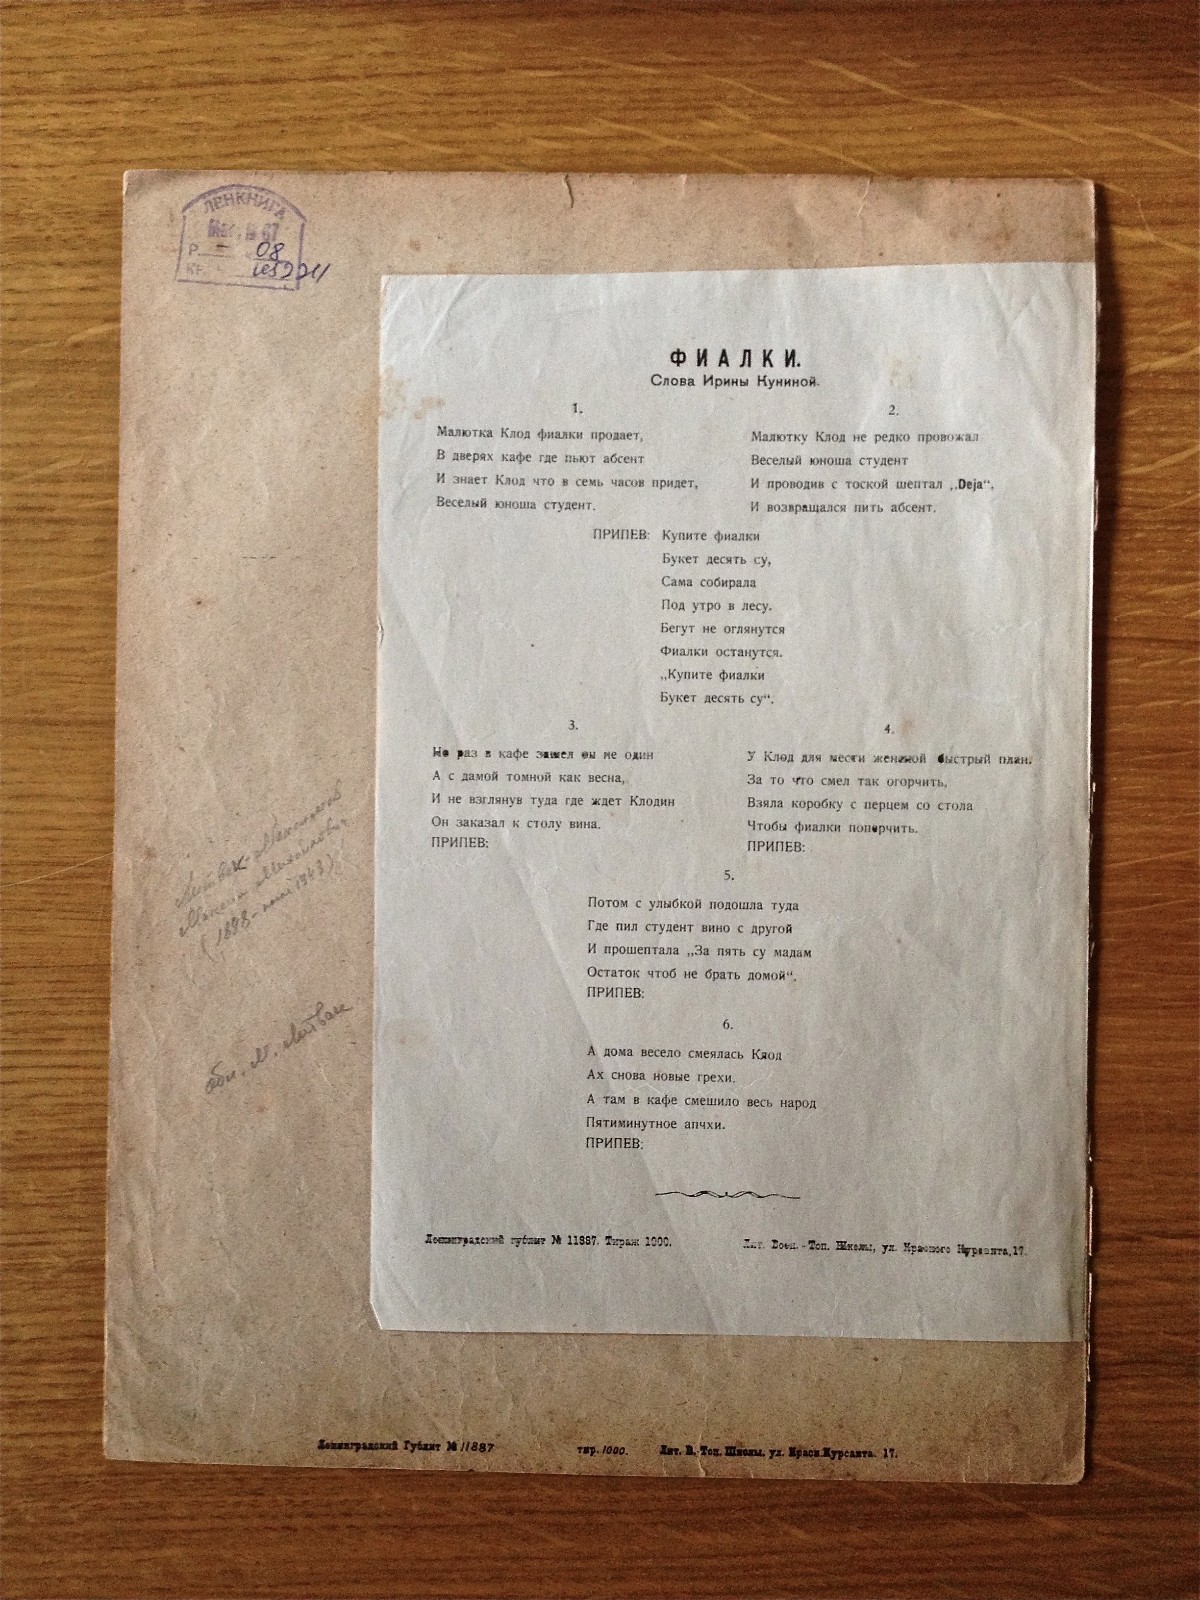 ЛЕНКНИГА
Р. – 08
ФИАЛКИ.
Слова Ирины Куниной.
1.
Малютка Клод фиалки продает,
В дверях кафе где пьют абсент
И знает Клод что в семь часов придет,
Веселый юноша студент.
2.
Малютку Клод не редко провожал
Веселый юноша студент
И проводив с тоской шептал „Deja“.
И возвращался пить абсент.
ПРИПЕВ: Купите фиалки
Букет десять су,
Сама собирала
Под утро в лесу.
Бегут не оглянутся
Фиалки останутся.
„Купите фиалки
Букет десять су“.
3.
Но раз в кафе зашел он не один
А с дамой томной как весна,
И не взглянув туда где ждет Клодин
Он заказал к столу вина.
ПРИПЕВ:
4.
У Клод для мести женской быстрый план.
За то что смел так огорчить,
Взяла коробку с перцем со стола
Чтобы фиалки поперчить.
ПРИПЕВ:
5.
Потом с улыбкой подошла туда
Где пил студент вино с другой
И прошептала „За пять су мадам
Остаток чтоб не брать домой“.
ПРИПЕВ:
6.
А дома весело смеялась Клод
Ах снова новые грехи.
А там в кафе смешило весь народ
Пятиминутное апчхи.
ПРИПЕВ:
Ленинградский гублит № 11887. Тираж 1000.
Лит. Воен.-Топ. Школы, ул. Красного Курсанта, 17.
Михайлович
(1898–
обл. М. Литвак
Ленинградский Гублит № 11887
тир. 1000.
Лит. В. Топ. Школы, ул. Красн. Курсанта. 17.